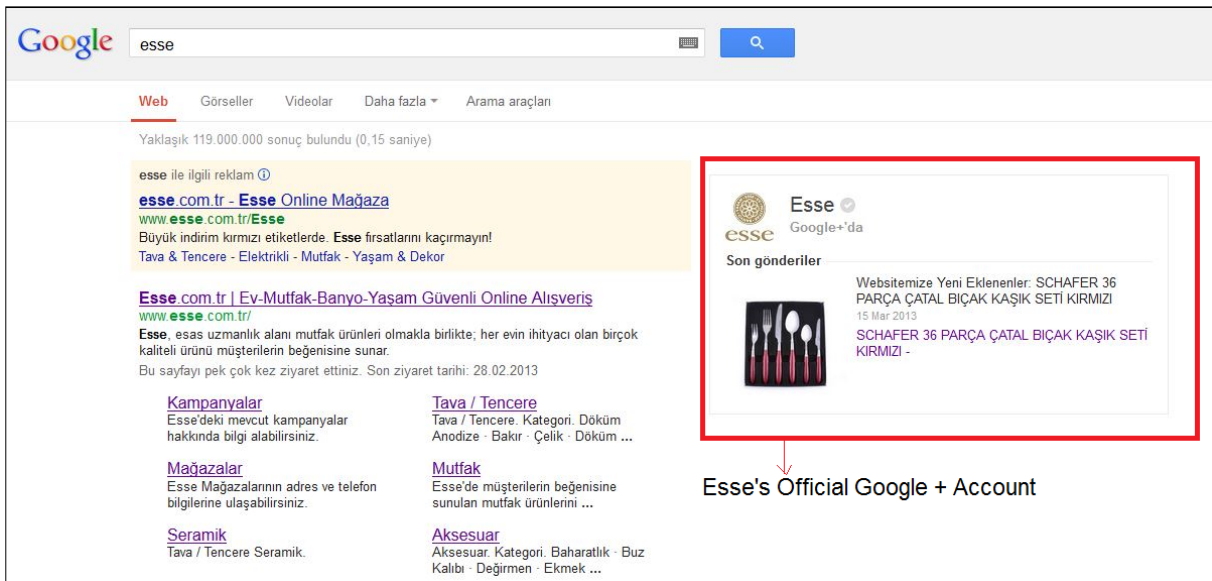 Google
esse
Web Görseller Videolar Daha fazla Arama araçları
Yaklaşık 119.000.000 sonuç bulundu (0,15 saniye)
esse ile ilgili reklam
esse.com.tr - Esse Online Mağaza
www.esse.com.tr/Esse
Büyük indirim kırmızı etiketlerde. Esse fırsatlarını kaçırmayın!
Tava & Tencere - Elektrikli - Mutfak - Yaşam & Dekor
Esse.com.tr | Ev-Mutfak-Banyo-Yaşam Güvenli Online Alışveriş
www.esse.com.tr/
Esse, esas uzmanlık alanı mutfak ürünleri olmakla birlikte; her evin ihityacı olan birçok
kaliteli ürünü müşterilerin beğenisine sunar.
Bu sayfayı pek çok kez ziyaret ettiniz. Son ziyaret tarihi: 28.02.2013
Kampanyalar
Esse'deki mevcut kampanyalar
hakkında bilgi alabilirsiniz.
Tava / Tencere
Tava / Tencere. Kategori. Döküm
Anodize · Bakır · Çelik · Döküm ...
Mağazalar
Esse Mağazalarının adres ve telefon
bilgilerine ulaşabilirsiniz.
Mutfak
Esse'de müşterilerin beğenisine
sunulan mutfak ürünlerini ...
Seramik
Tava / Tencere Seramik.
Aksesuar
Aksesuar. Kategori. Baharatlık · Buz
Kalıbı · Değirmen · Ekmek ...
esse
Esse
Google+'da
Son gönderiler
Websitemize Yeni Eklenenler: SCHAFER 36
PARÇA ÇATAL BIÇAK KAŞIK SETİ KIRMIZI
15 Mar 2013
SCHAFER 36 PARÇA ÇATAL BIÇAK KAŞIK SETİ
KIRMIZI -
Esse's Official Google + Account